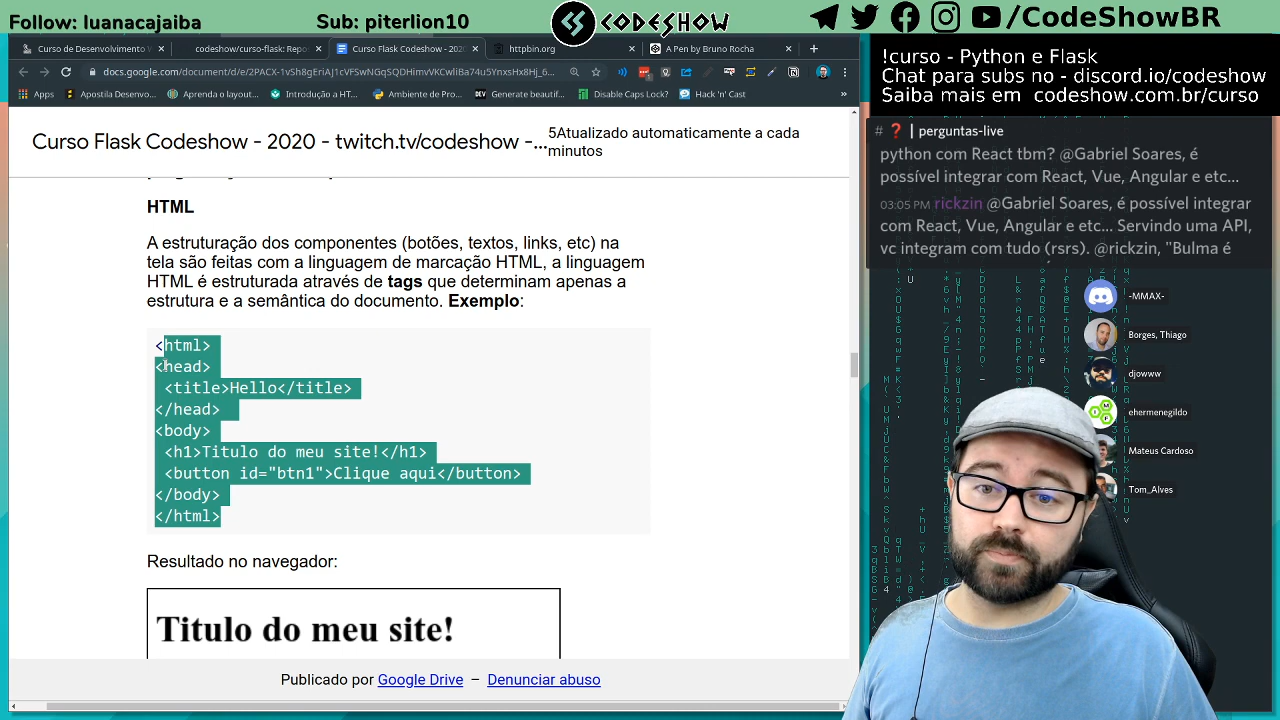 Follow: luanacajaiba
Sub: piterlion10
CODESHOW
/CodeShowBR
Curso de Desenvolvimento W
codeshow/curso-flask: Repo
Curso Flask Codeshow - 202
httpbin.org
A Pen by Bruno Rocha
docs.google.com/document/d/e/2PACX-1vSh8gEriAJ1cVFSwNGqSQDHimvVKCwliBa74u5YnxsHx8Hj_6...
Apps
Apostila Desenvo...
Aprenda o layout...
Introdução a HT...
Ambiente de Pro...
Generate beautif...
Disable Caps Lock?
Hack 'n' Cast
»
Curso Flask Codeshow - 2020 - twitch.tv/codeshow -...
5Atualizado automaticamente a cada
minutos
HTML
A estruturação dos componentes (botões, textos, links, etc) na
tela são feitas com a linguagem de marcação HTML, a linguagem
HTML é estruturada através de tags que determinam apenas a
estrutura e a semântica do documento. Exemplo:
<html>
<head>
<title>Hello</title>
</head>
<body>
<h1>Titulo do meu site!</h1>
<button id="btn1">Clique aqui</button>
</body>
</html>
Resultado no navegador:
Titulo do meu site!
Publicado por Google Drive – Denunciar abuso
!curso - Python e Flask
Chat para subs no - discord.io/codeshow
Saiba mais em codeshow.com.br/curso
# ❓ | perguntas-live
python com React tbm? @Gabriel Soares, é
possível integrar com React, Vue, Angular e etc...
03:05 PM rickzin @Gabriel Soares, é possível integrar
com React, Vue, Angular e etc... Servindo uma API,
vc integram com tudo (rsrs). @rickzin, "Bulma é
-MMAX-
Borges, Thiago
djowww
ehermenegildo
Mateus Cardoso
Tom_Alves